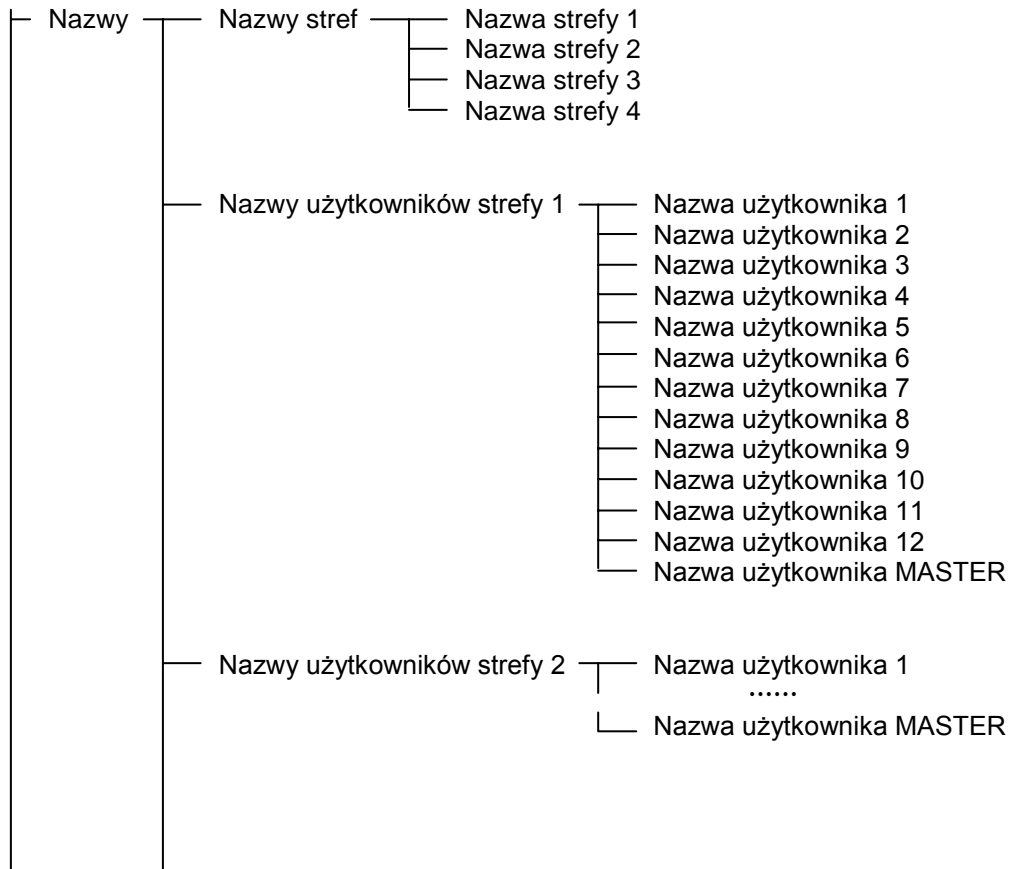 Nazwy Nazwy stref Nazwa strefy 1
Nazwa strefy 2
Nazwa strefy 3
Nazwa strefy 4
Nazwy użytkowników strefy 1 Nazwa użytkownika 1
Nazwa użytkownika 2
Nazwa użytkownika 3
Nazwa użytkownika 4
Nazwa użytkownika 5
Nazwa użytkownika 6
Nazwa użytkownika 7
Nazwa użytkownika 8
Nazwa użytkownika 9
Nazwa użytkownika 10
Nazwa użytkownika 11
Nazwa użytkownika 12
Nazwa użytkownika MASTER
Nazwy użytkowników strefy 2 Nazwa użytkownika 1
......
Nazwa użytkownika MASTER